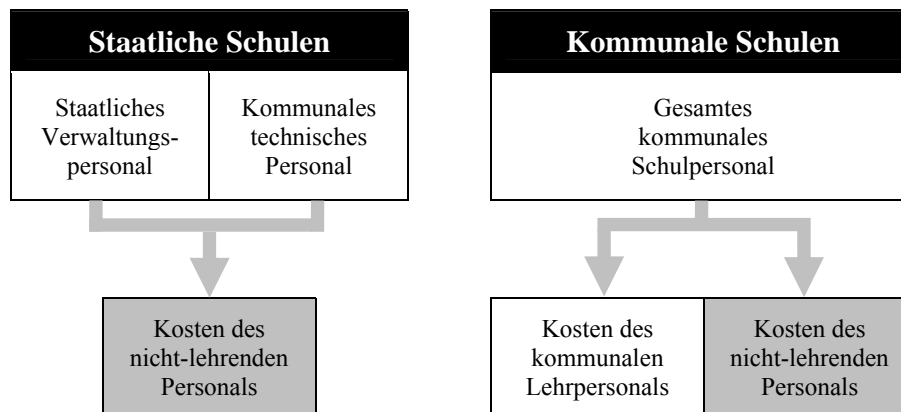 Staatliche Schulen
Staatliches
Verwaltungs-
personal
Kommunales
technisches
Personal
Kosten des
nicht-lehrenden
Personals
Kommunale Schulen
Gesamtes
kommunales
Schulpersonal
Kosten des
kommunalen
Lehrpersonals
Kosten des
nicht-lehrenden
Personals